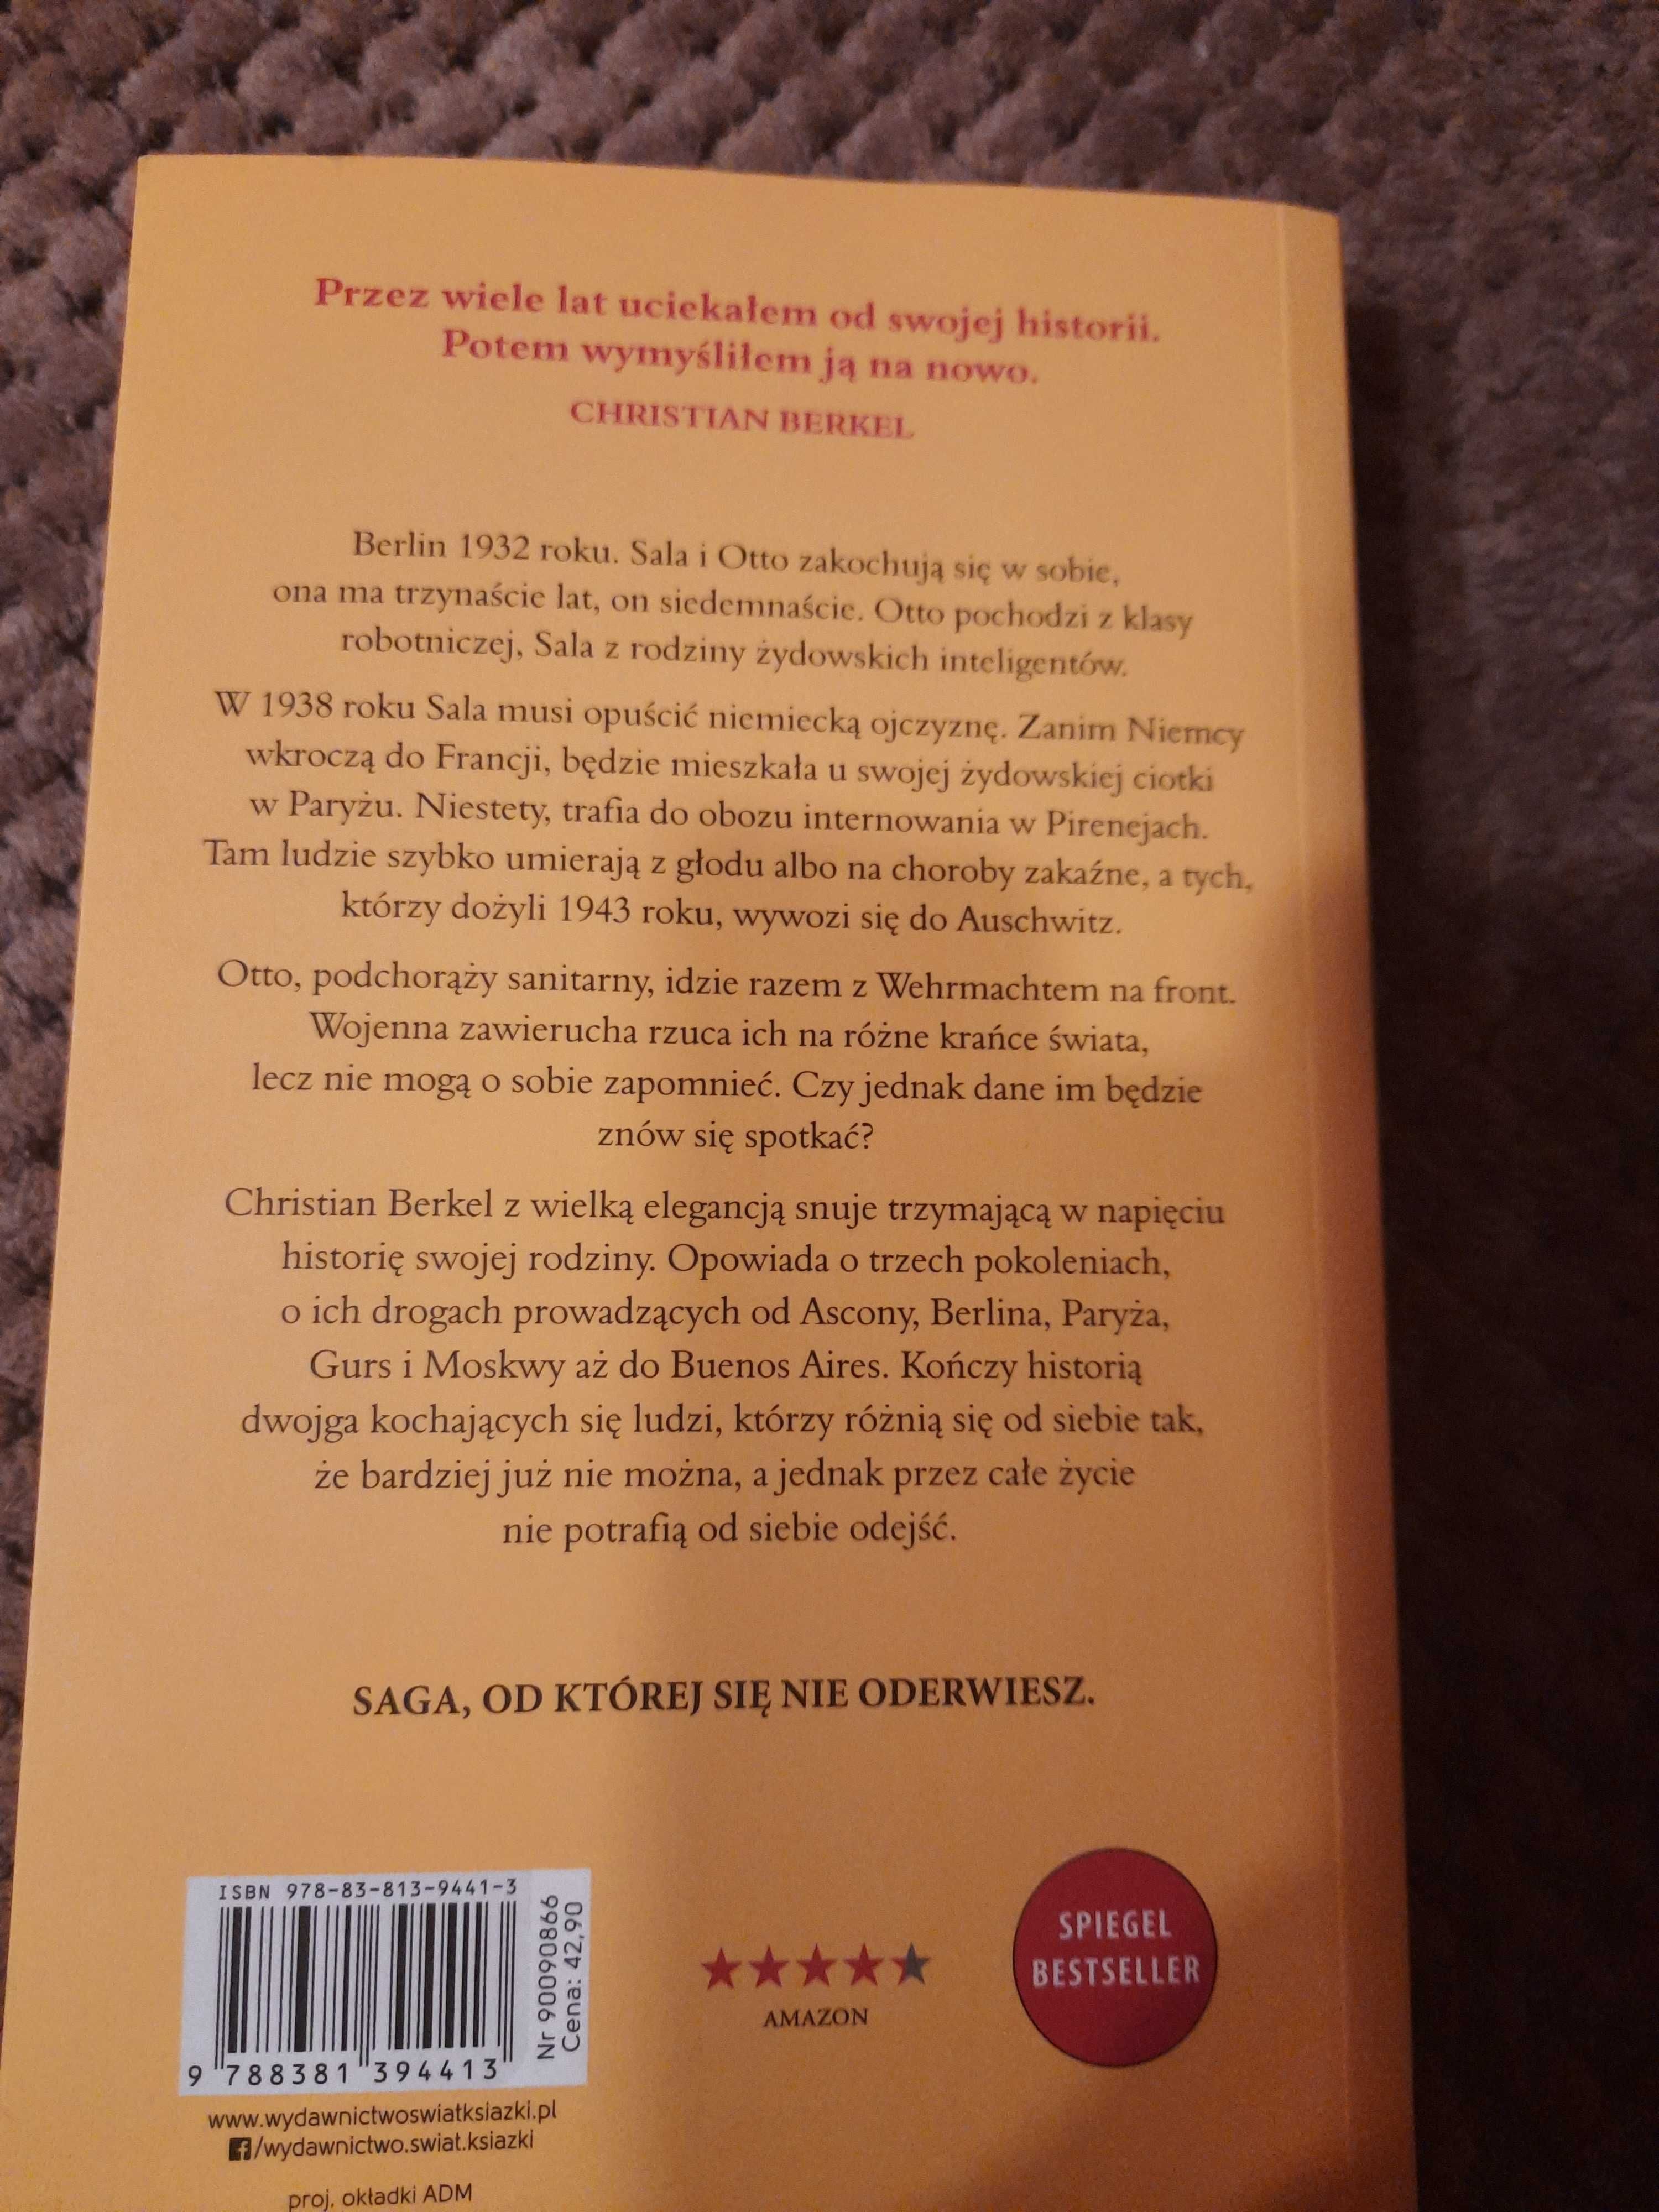 Przez wiele lat uciekałem od swojej historii.
Potem wymyśliłem ją na nowo.
CHRISTIAN BERKEL
Berlin 1932 roku. Sala i Otto zakochują się w sobie,
ona ma trzynaście lat, on siedemnaście. Otto pochodzi z klasy
robotniczej, Sala z rodziny żydowskich inteligentów.
W 1938 roku Sala musi opuścić niemiecką ojczyznę. Zanim Niemcy
wkroczą do Francji, będzie mieszkała u swojej żydowskiej ciotki
w Paryżu. Niestety, trafia do obozu internowania w Pirenejach.
Tam ludzie szybko umierają z głodu albo na choroby zakaźne, a tych,
którzy dożyli 1943 roku, wywozi się do Auschwitz.
Otto, podchorąży sanitarny, idzie razem z Wehrmachtem na front.
Wojenna zawierucha rzuca ich na różne krańce świata,
lecz nie mogą o sobie zapomnieć. Czy jednak dane im będzie
znów się spotkać?
Christian Berkel z wielką elegancją snuje trzymającą w napięciu
historię swojej rodziny. Opowiada o trzech pokoleniach,
o ich drogach prowadzących od Ascony, Berlina, Paryża,
Gurs i Moskwy aż do Buenos Aires. Kończy historią
dwojga kochających się ludzi, którzy różnią się od siebie tak,
że bardziej już nie można, a jednak przez całe życie
nie potrafią od siebie odejść.
SAGA, OD KTÓREJ SIĘ NIE ODERWIESZ.
ISBN 978-83-813-9441-3
9 788381 394413
Nr 90090866
Cena: 42,90
AMAZON
SPIEGEL
BESTSELLER
www.wydawnictwoswiatksiazki.pl
/wydawnictwo.swiat.ksiazki
proj. okładki ADM